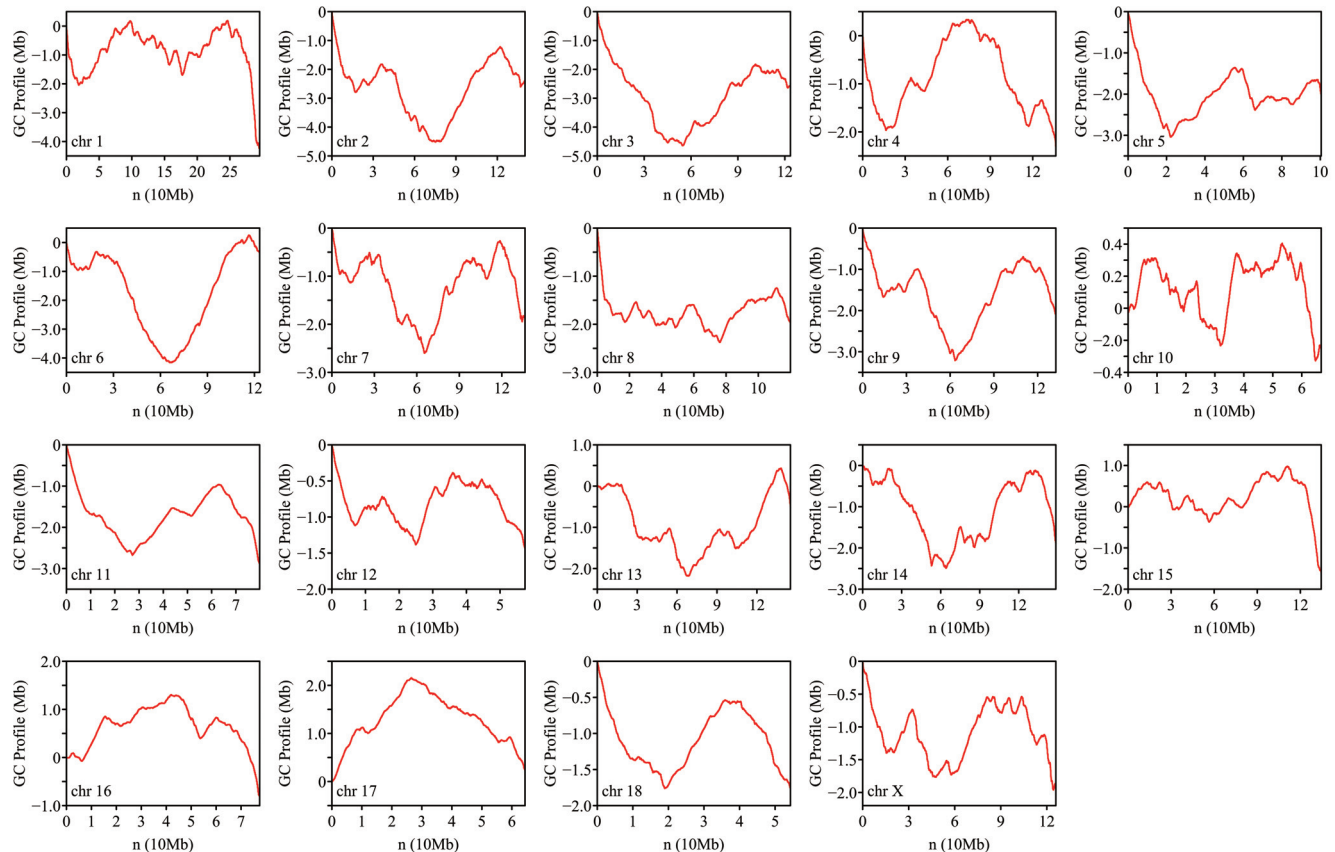 GC Profile (Mb)
0
−1.0
−2.0
−3.0
−4.0
chr 1
0 5 10 15 20 25
n (10Mb)
GC Profile (Mb)
0
−1.0
−2.0
−3.0
−4.0
−5.0
chr 2
0 3 6 9 12
n (10Mb)
GC Profile (Mb)
0
−1.0
−2.0
−3.0
−4.0
−5.0
chr 3
0 3 6 9 12
n (10Mb)
GC Profile (Mb)
0
−1.0
−2.0
chr 4
0 3 6 9 12
n (10Mb)
GC Profile (Mb)
0
−1.0
−2.0
−3.0
chr 5
0 2 4 6 8 10
n (10Mb)
GC Profile (Mb)
0
−1.0
−2.0
−3.0
−4.0
chr 6
0 3 6 9 12
n (10Mb)
GC Profile (Mb)
0
−1.0
−2.0
−3.0
chr 7
0 3 6 9 12
n (10Mb)
GC Profile (Mb)
0
−1.0
−2.0
−3.0
chr 8
0 2 4 6 8 10
n (10Mb)
GC Profile (Mb)
0
−1.0
−2.0
−3.0
chr 9
0 3 6 9 12
n (10Mb)
GC Profile (Mb)
0.4
0.2
0
−0.2
−0.4
chr 10
0 1 2 3 4 5 6
n (10Mb)
GC Profile (Mb)
0
−1.0
−2.0
−3.0
chr 11
0 1 2 3 4 5 6 7
n (10Mb)
GC Profile (Mb)
0
−0.5
−1.0
−1.5
−2.0
chr 12
0 1 2 3 4 5
n (10Mb)
GC Profile (Mb)
1.0
0
−1.0
−2.0
chr 13
0 3 6 9 12
n (10Mb)
GC Profile (Mb)
0
−1.0
−2.0
−3.0
chr 14
0 3 6 9 12
n (10Mb)
GC Profile (Mb)
1.0
0
−1.0
−2.0
chr 15
0 3 6 9 12
n (10Mb)
GC Profile (Mb)
2.0
1.0
0
−1.0
chr 16
0 1 2 3 4 5 6 7
n (10Mb)
GC Profile (Mb)
2.0
1.0
0
chr 17
0 1 2 3 4 5 6
n (10Mb)
GC Profile (Mb)
0
−0.5
−1.0
−1.5
−2.0
chr 18
0 1 2 3 4 5
n (10Mb)
GC Profile (Mb)
0
−0.5
−1.0
−1.5
−2.0
chr X
0 3 6 9 12
n (10Mb)